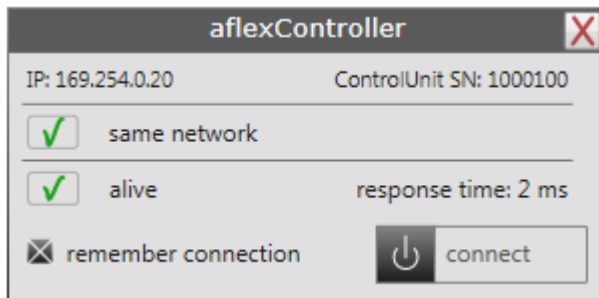 aflexController
IP: 169.254.0.20 ControlUnit SN: 1000100
same network
alive response time: 2 ms
remember connection connect